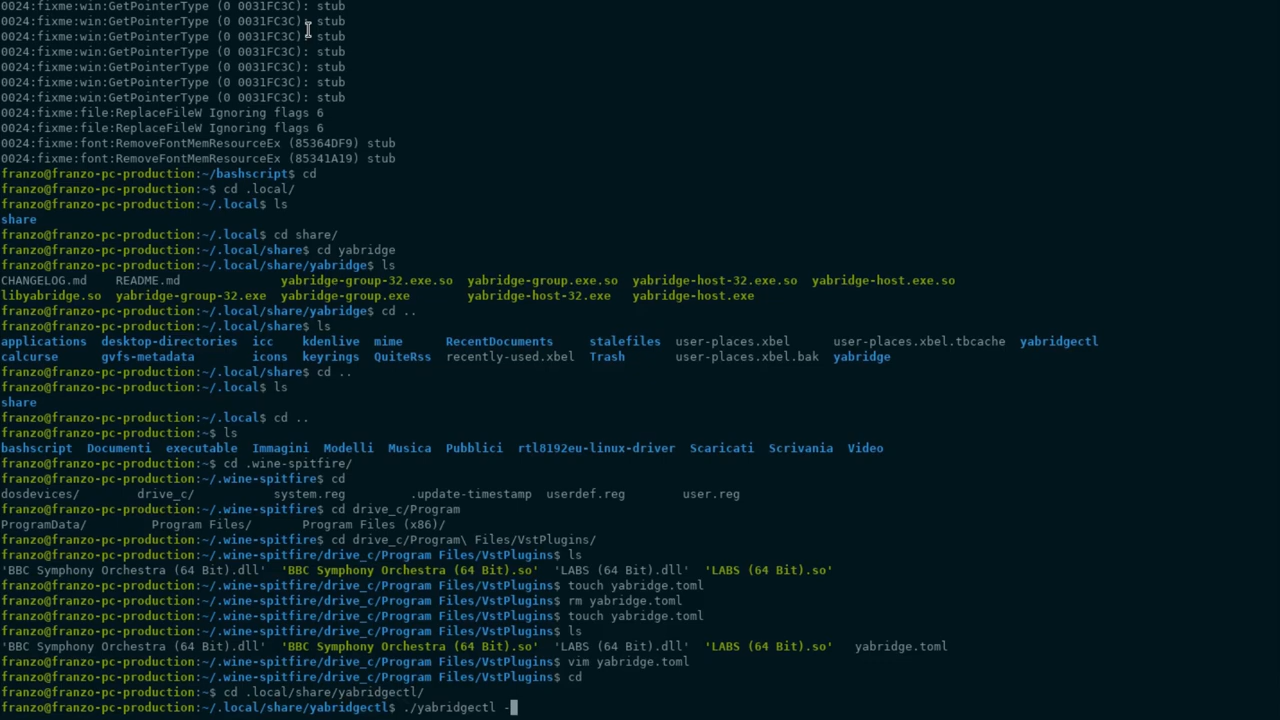 0024:fixme:win:GetPointerType (0 0031FC3C): stub
0024:fixme:win:GetPointerType (0 0031FC3C): stub
0024:fixme:win:GetPointerType (0 0031FC3C): stub
0024:fixme:win:GetPointerType (0 0031FC3C): stub
0024:fixme:win:GetPointerType (0 0031FC3C): stub
0024:fixme:win:GetPointerType (0 0031FC3C): stub
0024:fixme:win:GetPointerType (0 0031FC3C): stub
0024:fixme:file:ReplaceFileW Ignoring flags 6
0024:fixme:file:ReplaceFileW Ignoring flags 6
0024:fixme:font:RemoveFontMemResourceEx (85364DF9) stub
0024:fixme:font:RemoveFontMemResourceEx (85341A19) stub
franzo@franzo-pc-production:~/bashscript$ cd
franzo@franzo-pc-production:~$ cd .local/
franzo@franzo-pc-production:~/.local$ ls
share
franzo@franzo-pc-production:~/.local$ cd share/
franzo@franzo-pc-production:~/.local/share$ cd yabridge
franzo@franzo-pc-production:~/.local/share/yabridge$ ls
CHANGELOG.md    README.md             yabridge-group-32.exe.so  yabridge-group.exe.so  yabridge-host-32.exe.so  yabridge-host.exe.so
libyabridge.so  yabridge-group-32.exe  yabridge-group.exe        yabridge-host-32.exe   yabridge-host.exe
franzo@franzo-pc-production:~/.local/share/yabridge$ cd ..
franzo@franzo-pc-production:~/.local/share$ ls
applications  desktop-directories  icc    kdenlive  mime      RecentDocuments     stalefiles  user-places.xbel      user-places.xbel.tbcache  yabridgectl
calcurse      gvfs-metadata        icons  keyrings  QuiteRss  recently-used.xbel  Trash       user-places.xbel.bak  yabridge
franzo@franzo-pc-production:~/.local/share$ cd ..
franzo@franzo-pc-production:~/.local$ ls
share
franzo@franzo-pc-production:~/.local$ cd ..
franzo@franzo-pc-production:~$ ls
bashscript  Documenti  executable  Immagini  Modelli  Musica  Pubblici  rtl8192eu-linux-driver  Scaricati  Scrivania  Video
franzo@franzo-pc-production:~$ cd .wine-spitfire/
franzo@franzo-pc-production:~/.wine-spitfire$ cd
dosdevices/       drive_c/          system.reg        .update-timestamp  userdef.reg       user.reg
franzo@franzo-pc-production:~/.wine-spitfire$ cd drive_c/Program
ProgramData/         Program Files/       Program Files (x86)/
franzo@franzo-pc-production:~/.wine-spitfire$ cd drive_c/Program\ Files/VstPlugins/
franzo@franzo-pc-production:~/.wine-spitfire/drive_c/Program Files/VstPlugins$ ls
'BBC Symphony Orchestra (64 Bit).dll'  'BBC Symphony Orchestra (64 Bit).so'  'LABS (64 Bit).dll'  'LABS (64 Bit).so'
franzo@franzo-pc-production:~/.wine-spitfire/drive_c/Program Files/VstPlugins$ touch yabridge.toml
franzo@franzo-pc-production:~/.wine-spitfire/drive_c/Program Files/VstPlugins$ rm yabridge.toml
franzo@franzo-pc-production:~/.wine-spitfire/drive_c/Program Files/VstPlugins$ touch yabridge.toml
franzo@franzo-pc-production:~/.wine-spitfire/drive_c/Program Files/VstPlugins$ ls
'BBC Symphony Orchestra (64 Bit).dll'  'BBC Symphony Orchestra (64 Bit).so'  'LABS (64 Bit).dll'  'LABS (64 Bit).so'   yabridge.toml
franzo@franzo-pc-production:~/.wine-spitfire/drive_c/Program Files/VstPlugins$ vim yabridge.toml
franzo@franzo-pc-production:~/.wine-spitfire/drive_c/Program Files/VstPlugins$ cd
franzo@franzo-pc-production:~$ cd .local/share/yabridgectl/
franzo@franzo-pc-production:~/.local/share/yabridgectl$ ./yabridgectl -